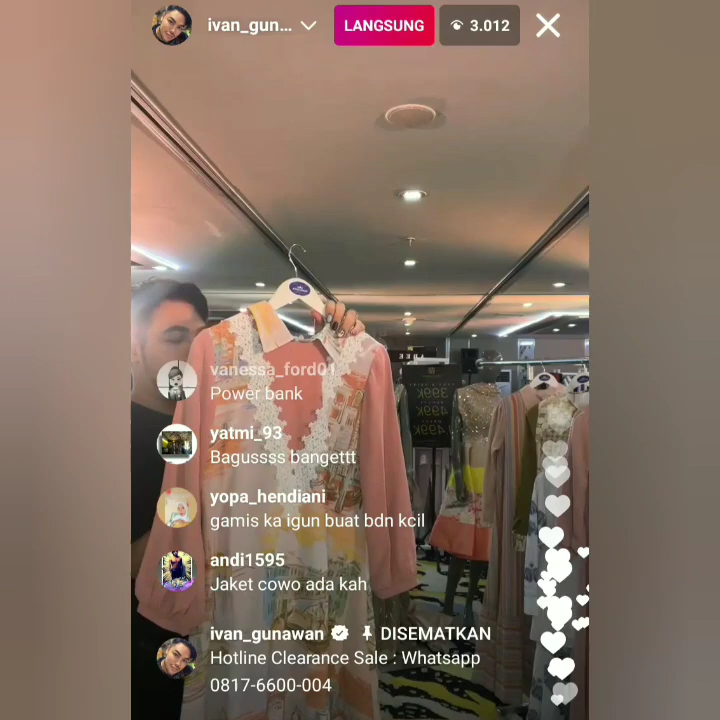 ivan_gun...
LANGSUNG
3.012
399K
499K
499K
vanessa_ford01
Power bank
yatmi_93
Bagussss bangettt
yopa_hendiani
gamis ka igun buat bdn kcil
andi1595
Jaket cowo ada kah
ivan_gunawan DISEMATKAN
Hotline Clearance Sale : Whatsapp
0817-6600-004